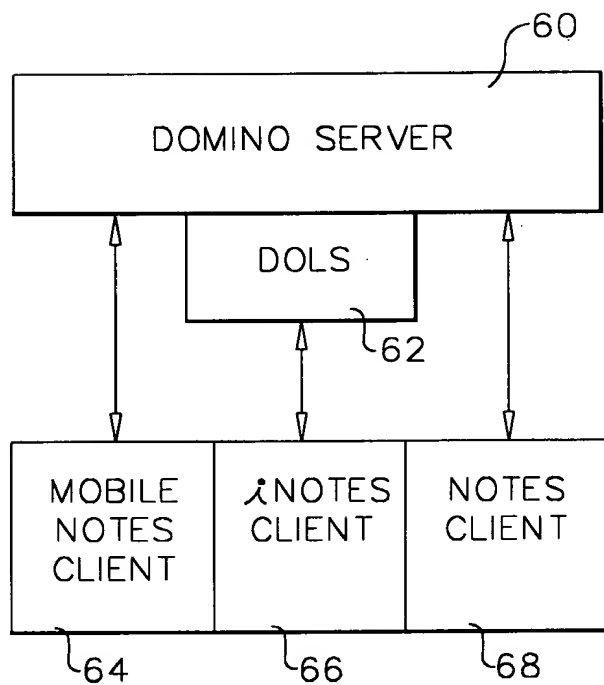 60
DOMINO SERVER
DOLS
62
MOBILE
NOTES
CLIENT
iNOTES
CLIENT
NOTES
CLIENT
64
66
68